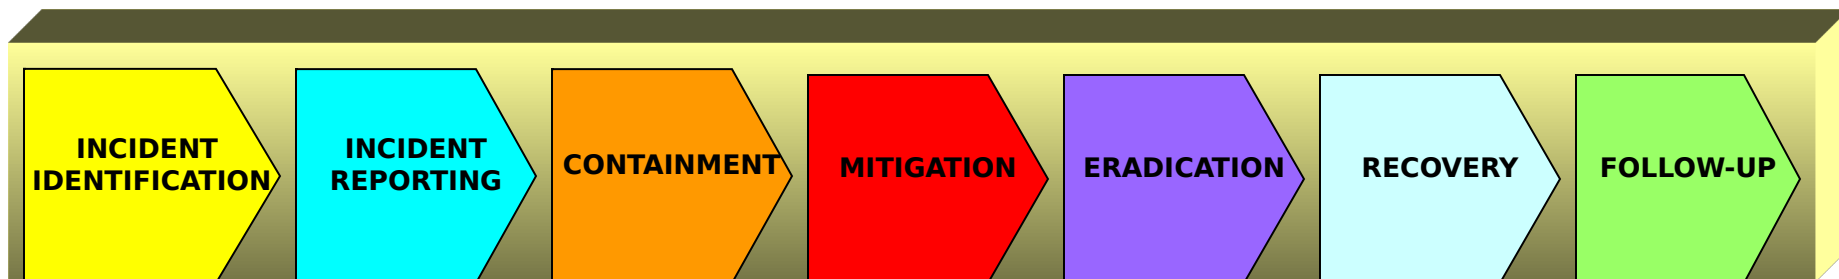 INCIDENT
IDENTIFICATION
INCIDENT
REPORTING
CONTAINMENT
MITIGATION
ERADICATION
RECOVERY
FOLLOW-UP